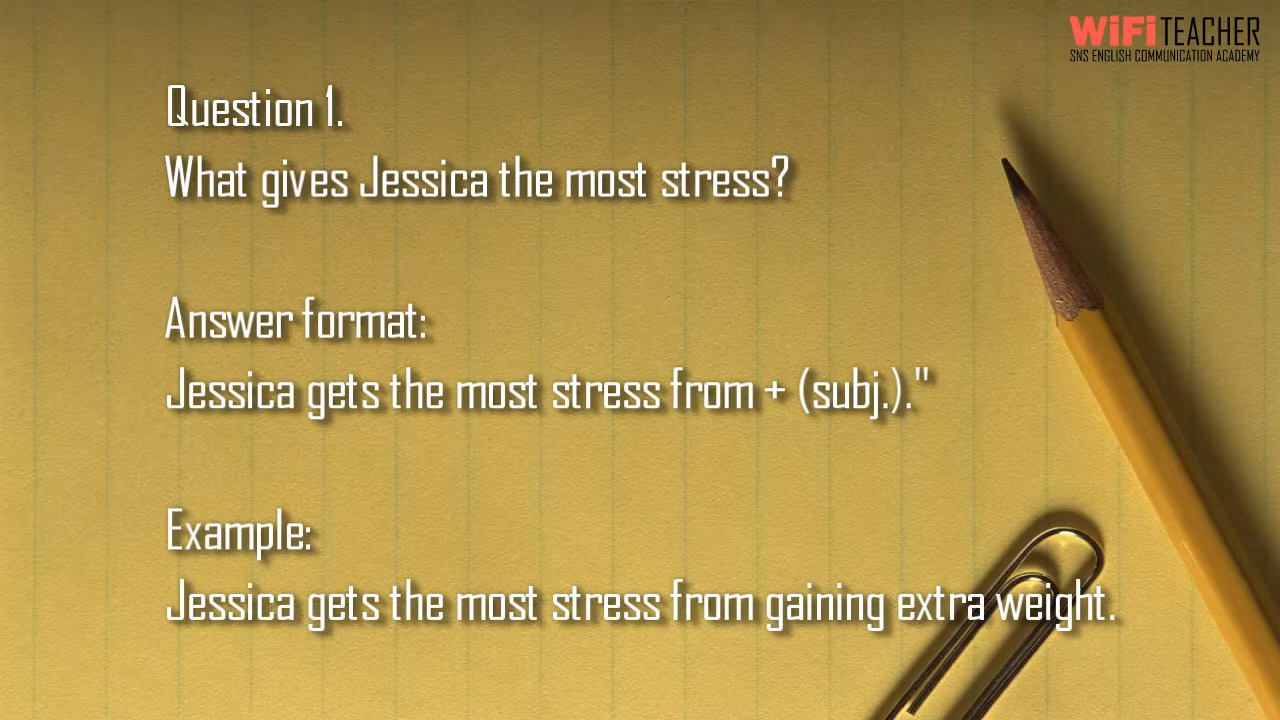 WiFi TEACHER
SNS ENGLISH COMMUNICATION ACADEMY
Question 1.
What gives Jessica the most stress?
Answer format:
Jessica gets the most stress from + (subj.)."
Example:
Jessica gets the most stress from gaining extra weight.